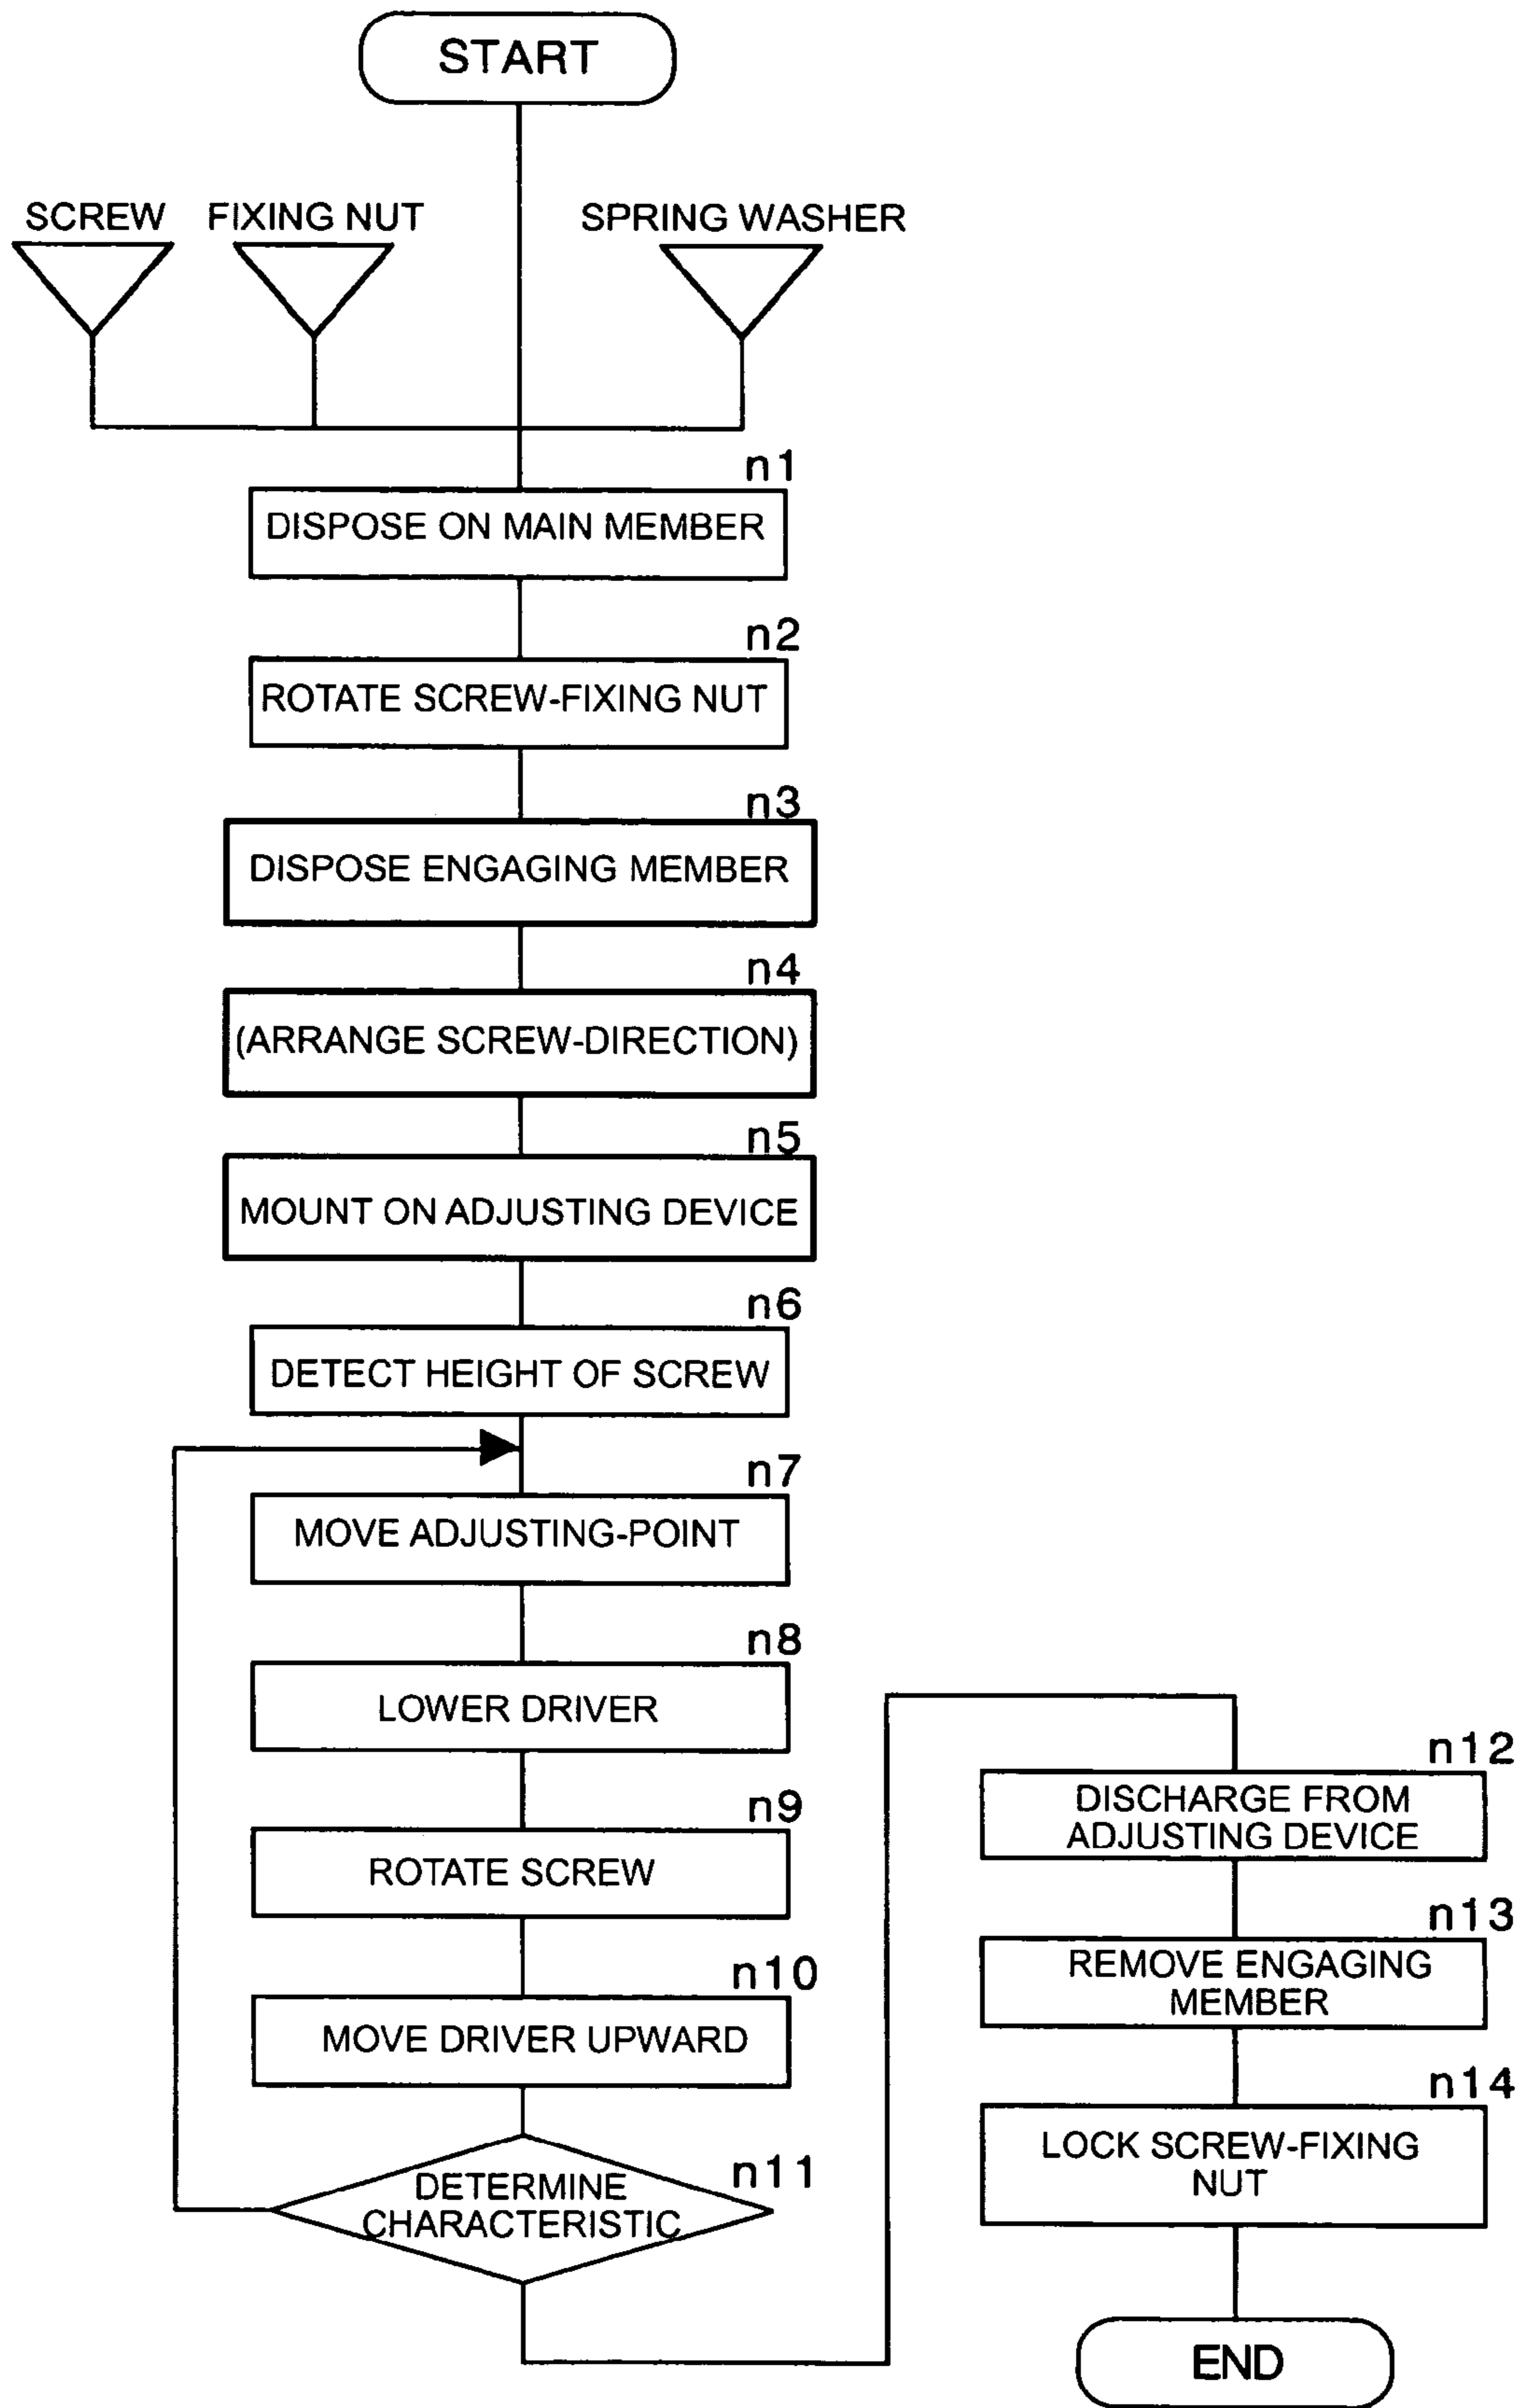 START
SCREW
FIXING NUT
SPRING WASHER
n1
DISPOSE ON MAIN MEMBER
n2
ROTATE SCREW-FIXING NUT
n3
DISPOSE ENGAGING MEMBER
n4
(ARRANGE SCREW-DIRECTION)
n5
MOUNT ON ADJUSTING DEVICE
n6
DETECT HEIGHT OF SCREW
n7
MOVE ADJUSTING-POINT
n8
LOWER DRIVER
n9
ROTATE SCREW
n10
MOVE DRIVER UPWARD
n11
DETERMINE
CHARACTERISTIC
n12
DISCHARGE FROM
ADJUSTING DEVICE
n13
REMOVE ENGAGING
MEMBER
n14
LOCK SCREW-FIXING
NUT
END